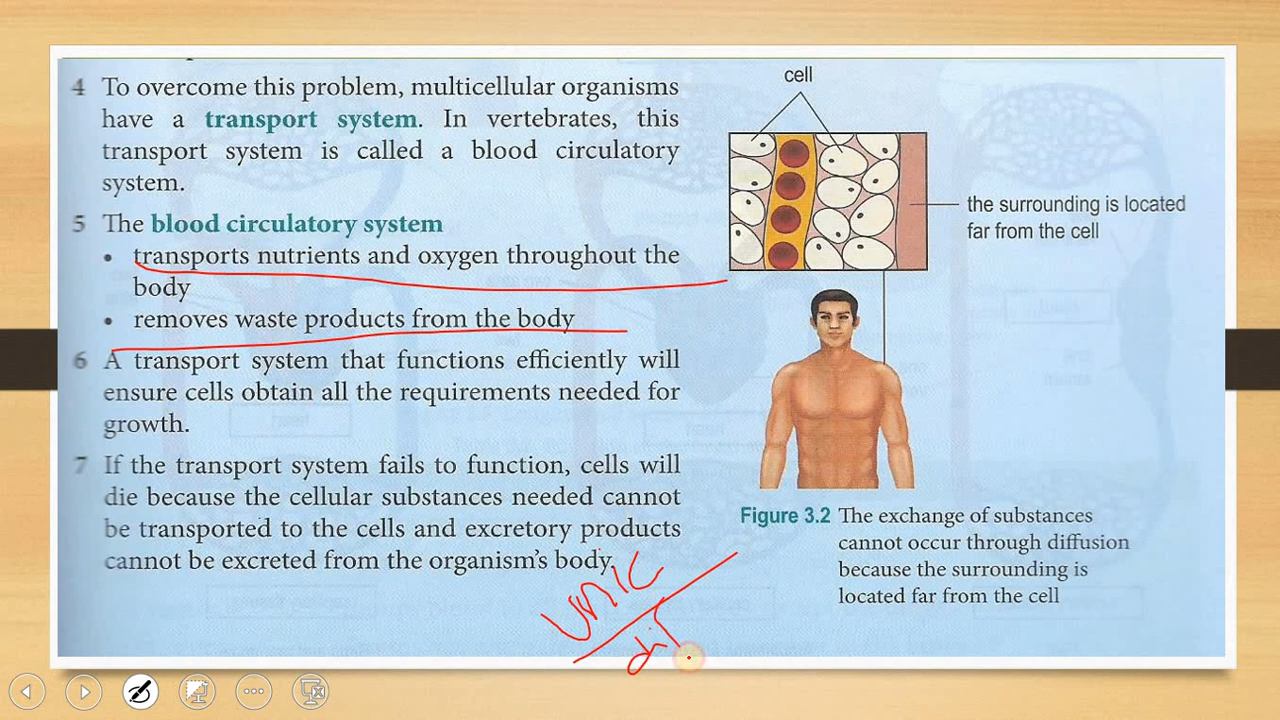 4 To overcome this problem, multicellular organisms
have a transport system. In vertebrates, this
transport system is called a blood circulatory
system.
5 The blood circulatory system
• transports nutrients and oxygen throughout the
body
• removes waste products from the body
6 A transport system that functions efficiently will
ensure cells obtain all the requirements needed for
growth.
7 If the transport system fails to function, cells will
die because the cellular substances needed cannot
be transported to the cells and excretory products
cannot be excreted from the organism's body.
cell
the surrounding is located
far from the cell
Figure 3.2 The exchange of substances
cannot occur through diffusion
because the surrounding is
located far from the cell